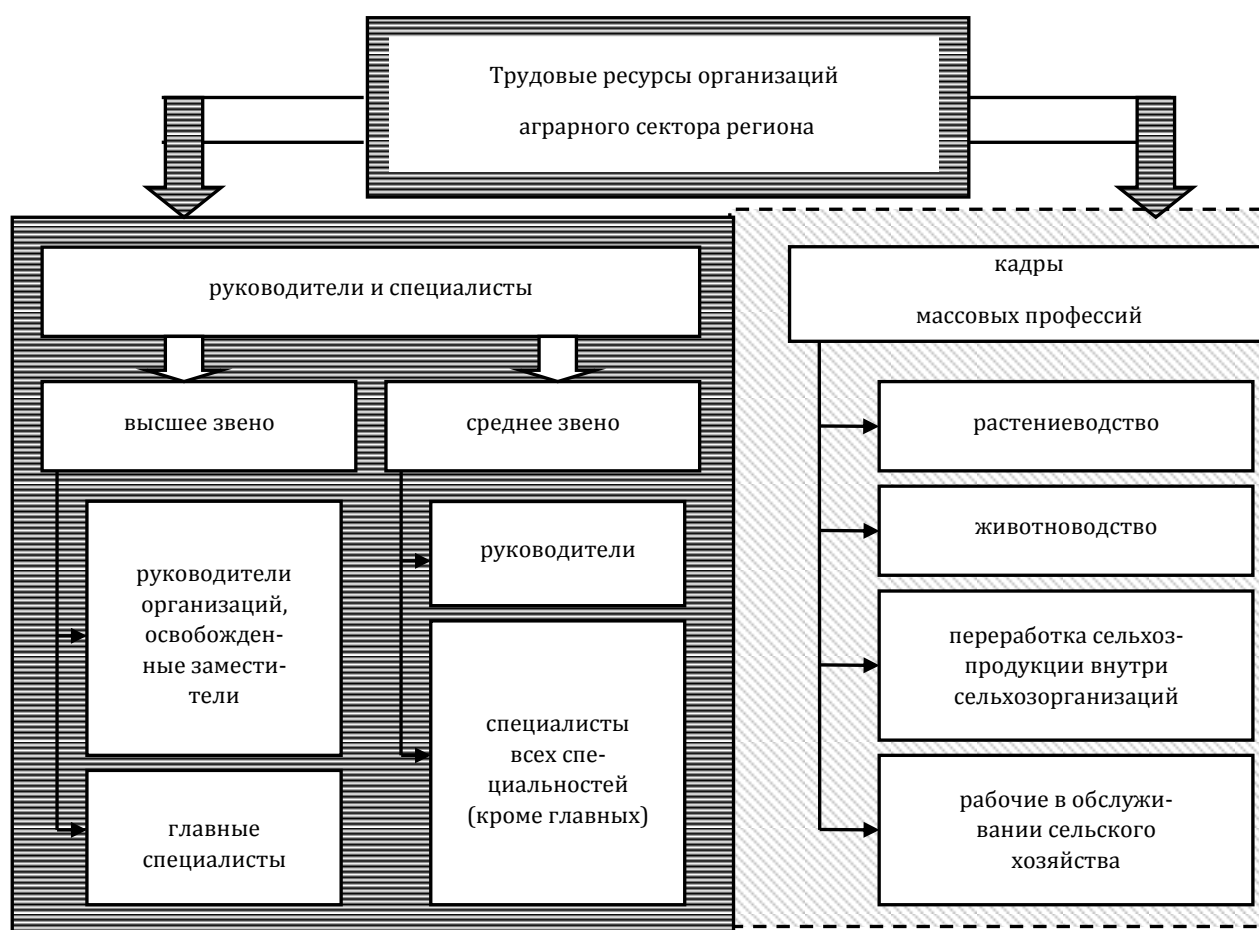 Трудовые ресурсы организаций
аграрного сектора региона
руководители и специалисты
высшее звено
среднее звено
руководители
организаций,
освобожден-
ные замести-
тели
главные
специалисты
руководители
специалисты
всех спе-
циальностей
(кроме главных)
кадры
массовых профессий
растениеводство
животноводство
переработка сельхоз-
продукции внутри
сельхозорганизаций
рабочие в обслужи-
вании сельского
хозяйства